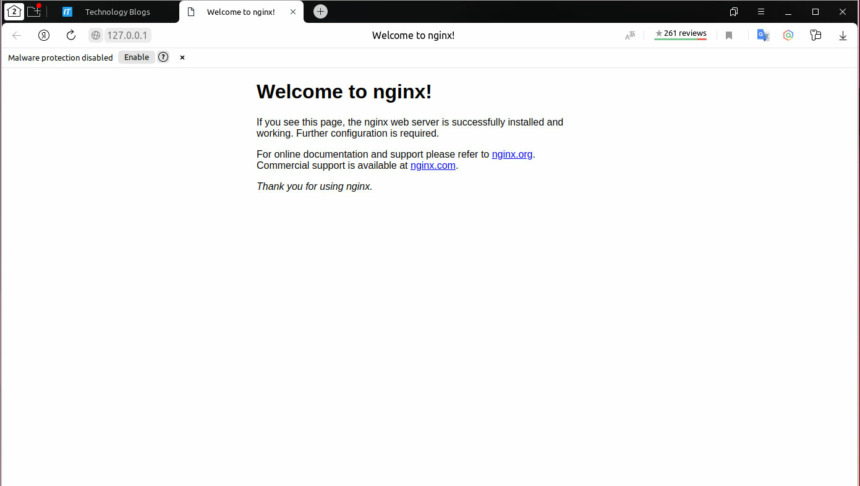 2
IT Technology Blogs
Welcome to nginx!
Я
127.0.0.1
Welcome to nginx!
★ 261 reviews
Malware protection disabled Enable ? ×
Welcome to nginx!
If you see this page, the nginx web server is successfully installed and
working. Further configuration is required.
For online documentation and support please refer to nginx.org.
Commercial support is available at nginx.com.
Thank you for using nginx.